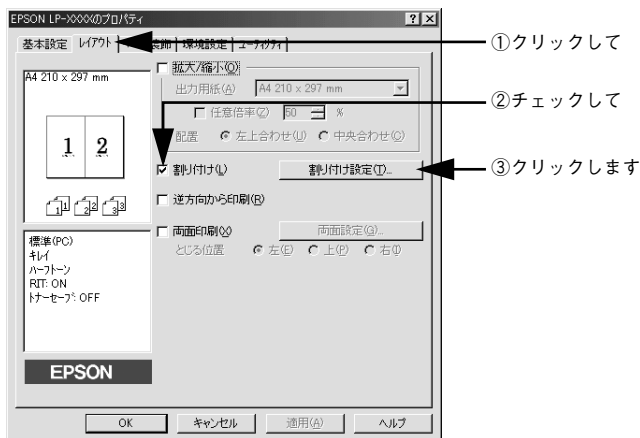 EPSON LP-XXXXのプロパティ
基本設定 レイアウト 装飾 環境設定 ユーティリティ
①クリックして
A4 210 x 297 mm
1 2
1 1 2 2 3 3
拡大/縮小(O)
出力用紙(A) A4 210 x 297 mm
任意倍率(Z) 50 %
配置 左上合わせ(U) 中央合わせ(C)
②チェックして
割り付け(L) 割り付け設定(T)...
③クリックします
逆方向から印刷(R)
両面印刷(X) 両面設定(G)...
とじる位置 左(E) 上(P) 右(I)
標準(PC)
キレイ
ハーフトーン
RIT: ON
トナーセーブ: OFF
EPSON
OK キャンセル 適用(A) ヘルプ